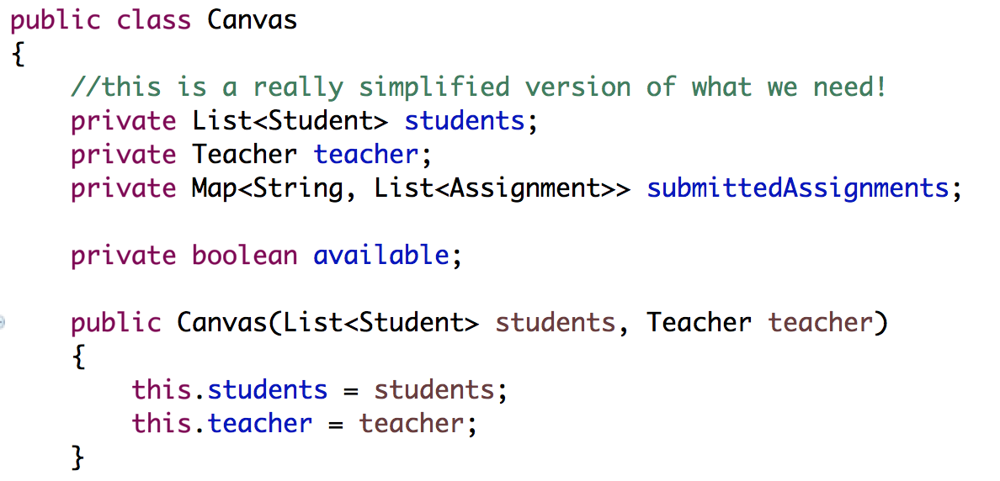 public class Canvas
{
    //this is a really simplified version of what we need!
    private List<Student> students;
    private Teacher teacher;
    private Map<String, List<Assignment>> submittedAssignments;

    private boolean available;

    public Canvas(List<Student> students, Teacher teacher)
    {
        this.students = students;
        this.teacher = teacher;
    }